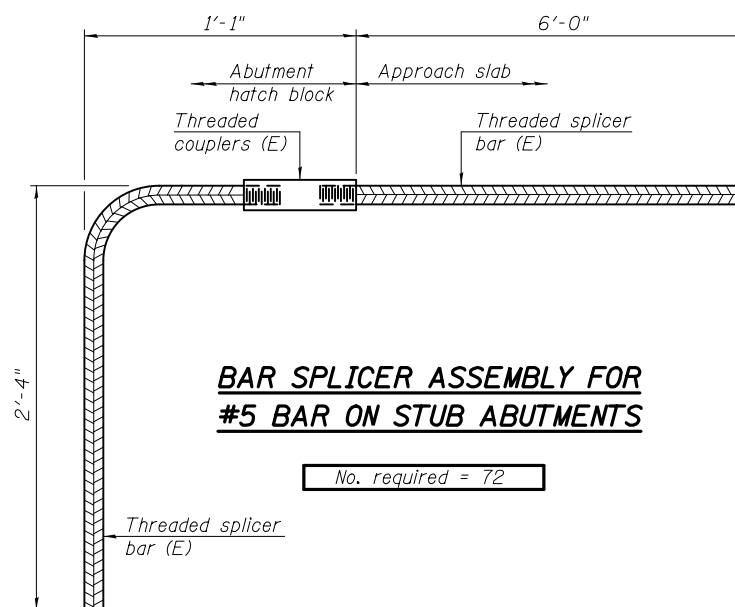 1'-1"
6'-0"
Abutment
hatch block
Approach slab
Threaded
couplers (E)
Threaded splicer
bar (E)
2'-4"
BAR SPLICER ASSEMBLY FOR
#5 BAR ON STUB ABUTMENTS
No. required = 72
Threaded splicer
bar (E)